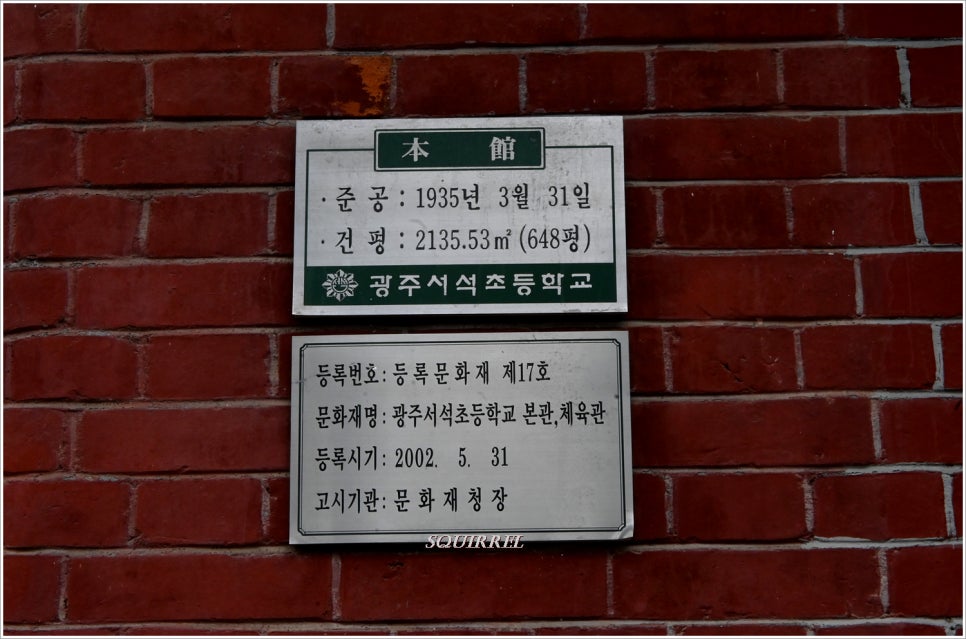 本 館
· 준 공 : 1935년 3월 31일
· 건 평 : 2135.53㎡ (648평)
광주서석초등학교
등록번호: 등록문화재 제17호
문화재명: 광주서석초등학교 본관,체육관
등록시기: 2002. 5. 31
고시기관: 문화재청장
SQUIRREL